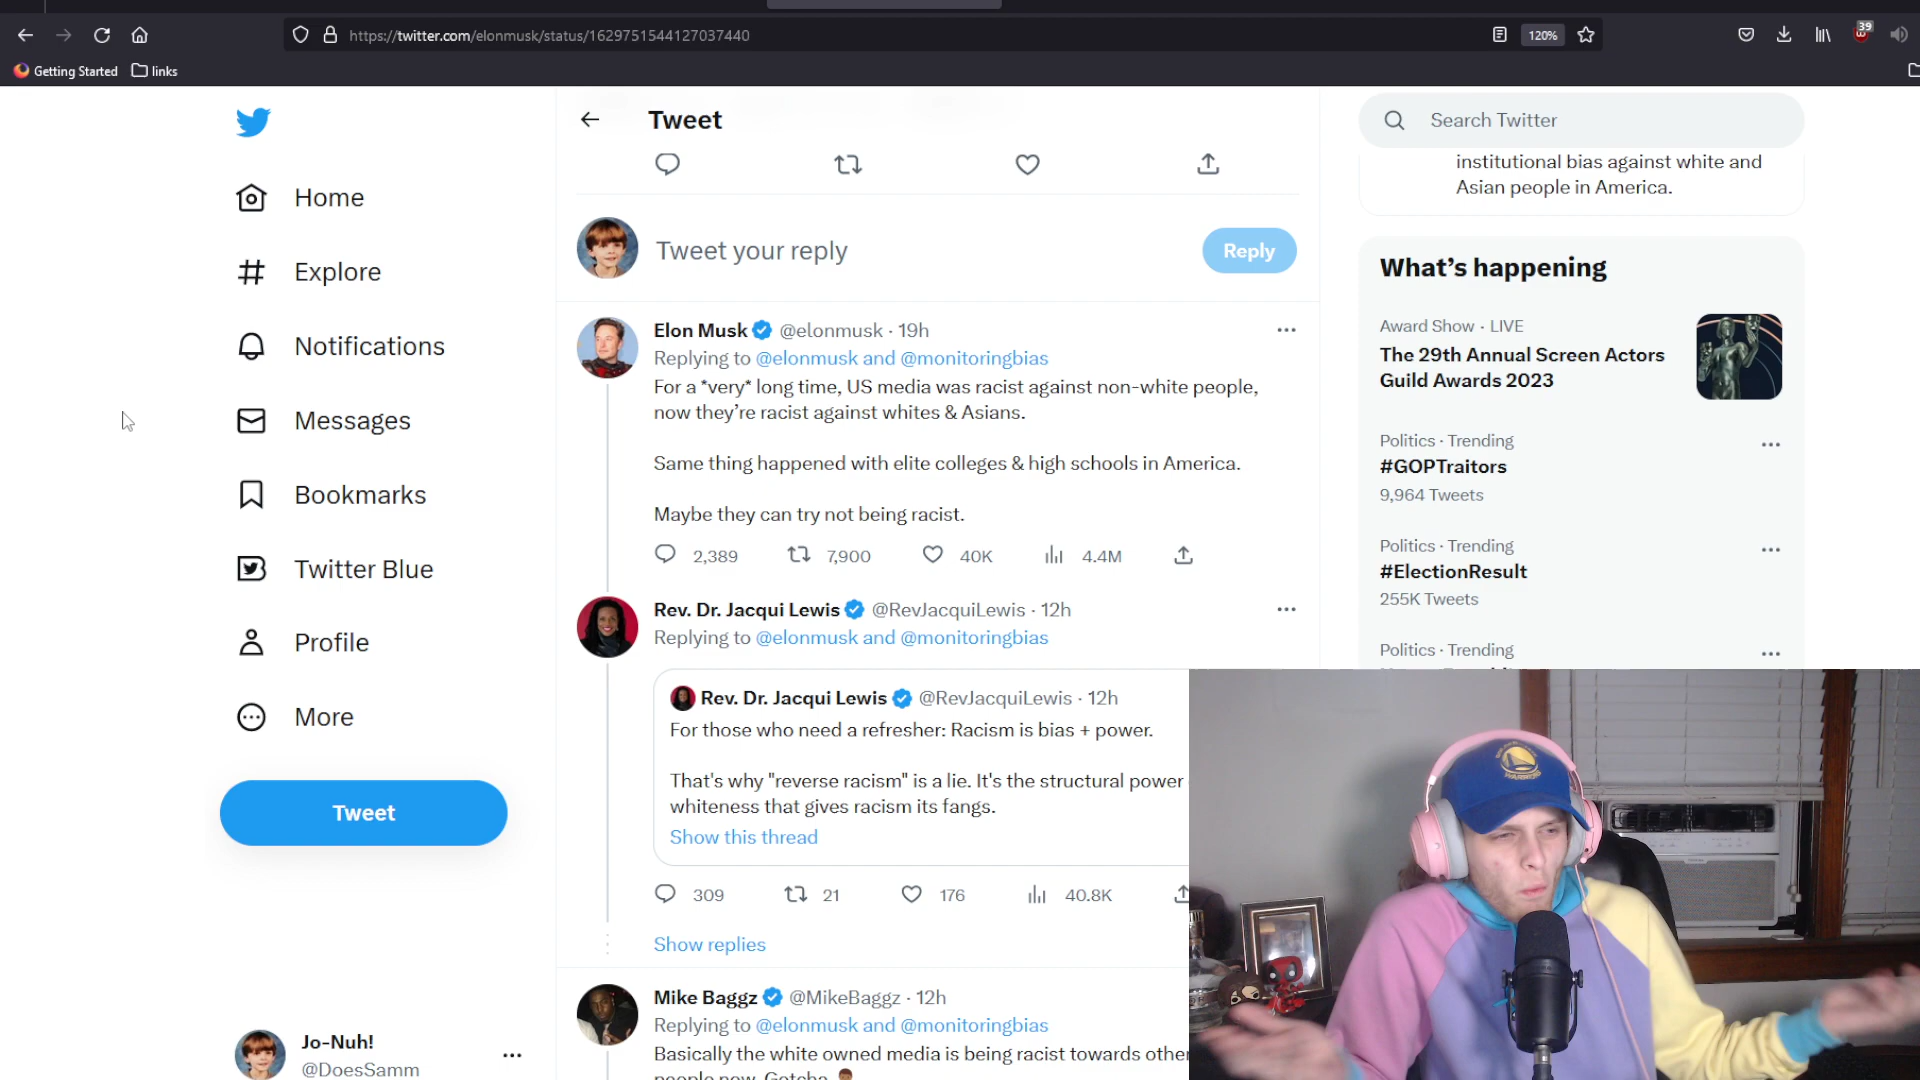 https://twitter.com/elonmusk/status/1629751544127037440
120%
39
Getting Started
links
Home
Explore
Notifications
Messages
Bookmarks
Twitter Blue
Profile
More
Tweet
Jo-Nuh!
@DoesSamm
Tweet
Tweet your reply
Reply
Elon Musk @elonmusk · 19h
Replying to @elonmusk and @monitoringbias
For a *very* long time, US media was racist against non-white people,
now they're racist against whites & Asians.
Same thing happened with elite colleges & high schools in America.
Maybe they can try not being racist.
2,389 7,900 40K 4.4M
Rev. Dr. Jacqui Lewis @RevJacquiLewis · 12h
Replying to @elonmusk and @monitoringbias
Rev. Dr. Jacqui Lewis @RevJacquiLewis · 12h
For those who need a refresher: Racism is bias + power.
That's why "reverse racism" is a lie. It's the structural power
whiteness that gives racism its fangs.
Show this thread
309 21 176 40.8K
Show replies
Mike Baggz @MikeBaggz · 12h
Replying to @elonmusk and @monitoringbias
Basically the white owned media is being racist towards other
people now. Gotcha
Search Twitter
institutional bias against white and
Asian people in America.
What's happening
Award Show · LIVE
The 29th Annual Screen Actors
Guild Awards 2023
Politics · Trending
#GOPTraitors
9,964 Tweets
Politics · Trending
#ElectionResult
255K Tweets
Politics · Trending